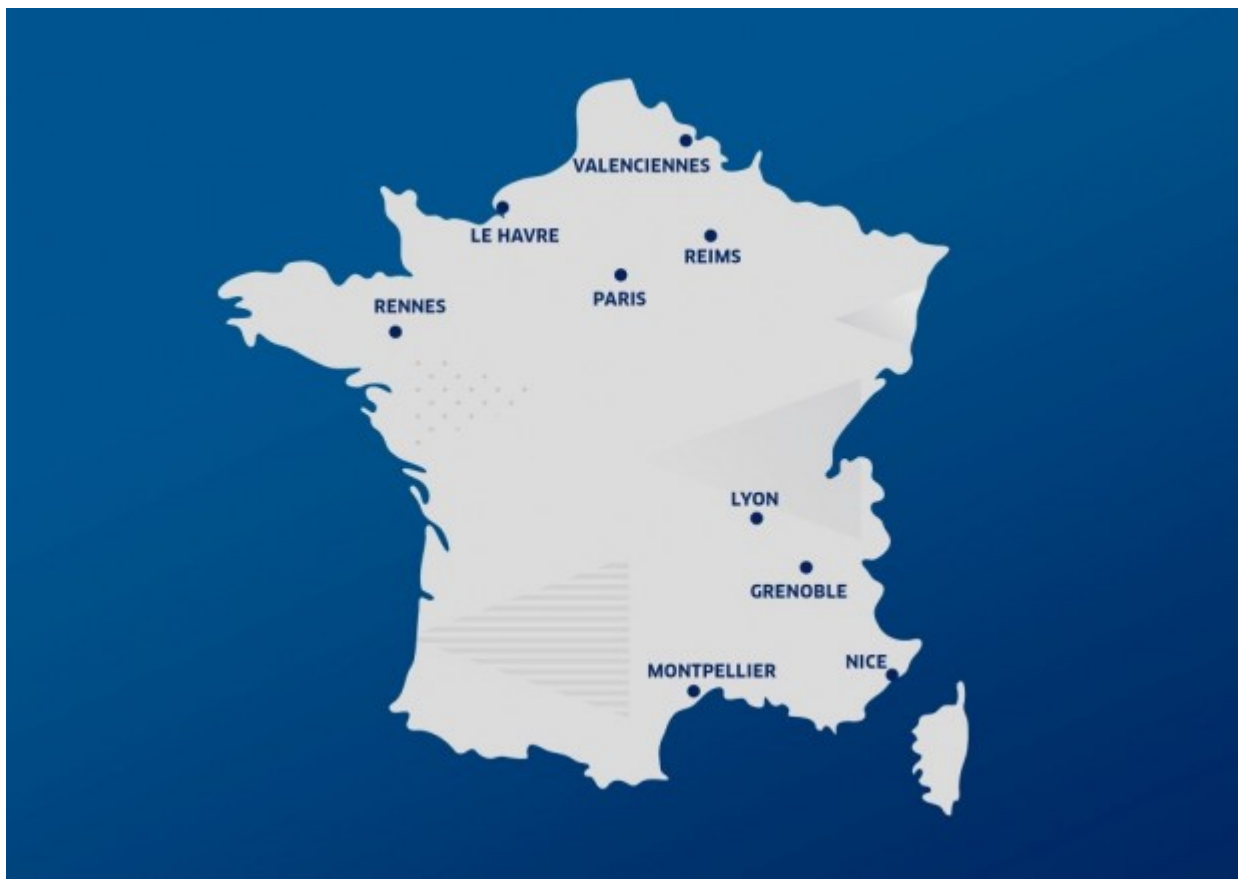 VALENCIENNES
LE HAVRE
REIMS
PARIS
RENNES
LYON
GRENOBLE
NICE
MONTPELLIER